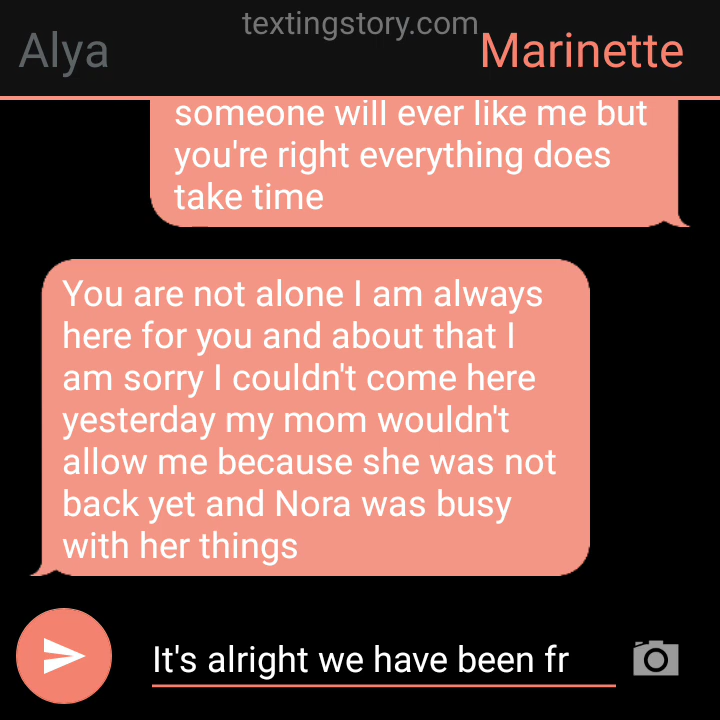 textingstory.com
Alya
Marinette
someone will ever like me but
you're right everything does
take time
You are not alone I am always
here for you and about that I
am sorry I couldn't come here
yesterday my mom wouldn't
allow me because she was not
back yet and Nora was busy
with her things
It's alright we have been fr